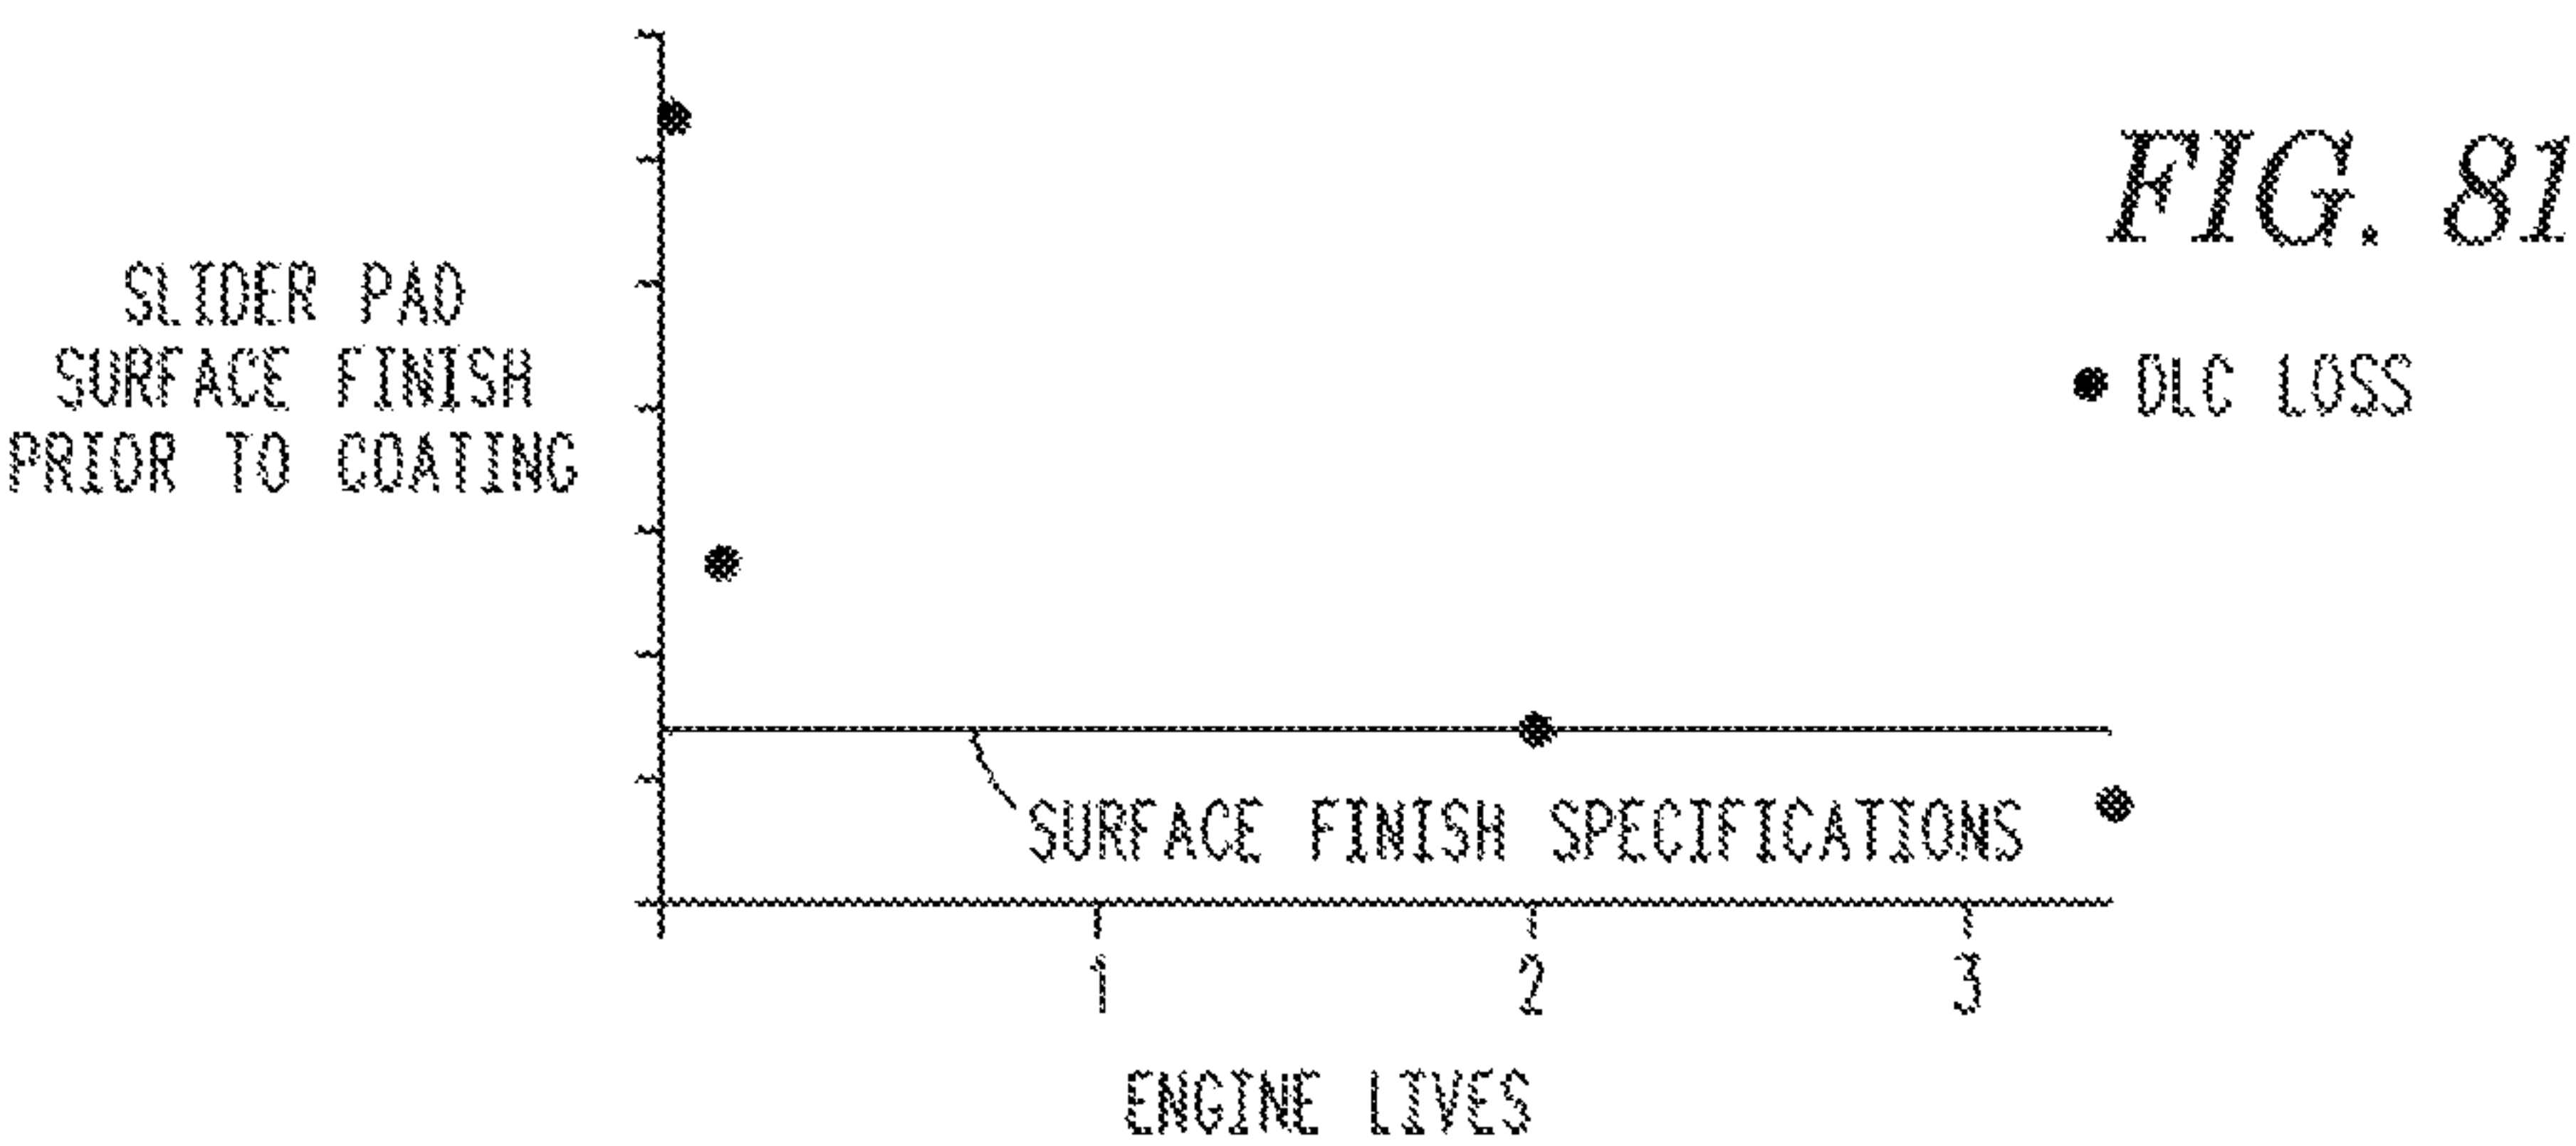 FIG. 81
SLIDER PAD
SURFACE FINISH
PRIOR TO COATING
DLC LOSS
SURFACE FINISH SPECIFICATIONS
1 2 3
ENGINE LIVES